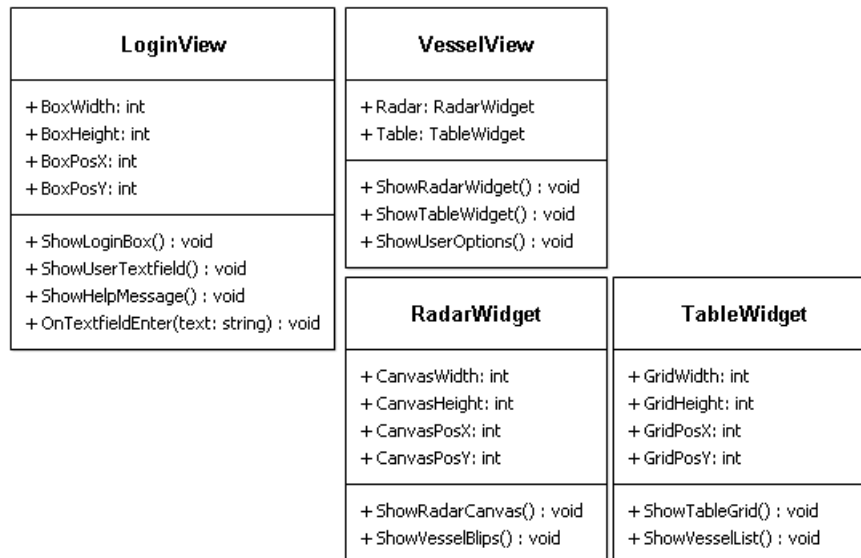 LoginView
+ BoxWidth: int
+ BoxHeight: int
+ BoxPosX: int
+ BoxPosY: int
+ ShowLoginBox() : void
+ ShowUserTextfield() : void
+ ShowHelpMessage() : void
+ OnTextfieldEnter(text: string) : void
VesselView
+ Radar: RadarWidget
+ Table: TableWidget
+ ShowRadarWidget() : void
+ ShowTableWidget() : void
+ ShowUserOptions() : void
RadarWidget
+ CanvasWidth: int
+ CanvasHeight: int
+ CanvasPosX: int
+ CanvasPosY: int
+ ShowRadarCanvas() : void
+ ShowVesselBlips() : void
TableWidget
+ GridWidth: int
+ GridHeight: int
+ GridPosX: int
+ GridPosY: int
+ ShowTableGrid() : void
+ ShowVesselList() : void